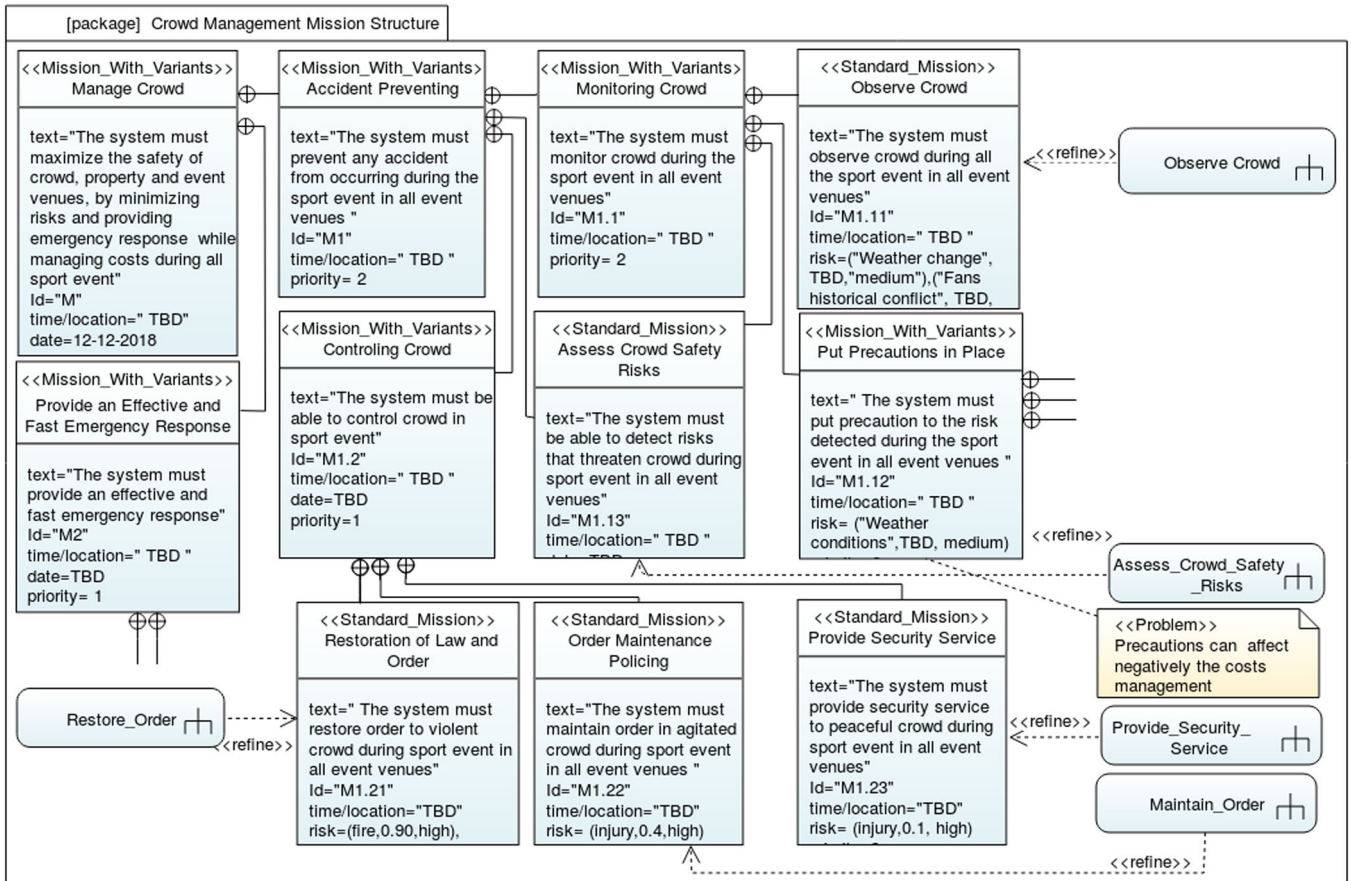 [package] Crowd Management Mission Structure
<<Mission_With_Variants>>
Manage Crowd
text="The system must
maximize the safety of
crowd, property and event
venues, by minimizing
risks and providing
emergency response while
managing costs during all
sport event"
Id="M"
time/location=" TBD"
date=12-12-2018
<<Mission_With_Variants>
Accident Preventing
text="The system must
prevent any accident
from occurring during the
sport event in all event
venues "
Id="M1"
time/location=" TBD "
priority= 2
<<Mission_With_Variants>
Monitoring Crowd
text="The system must
monitor crowd during the
sport event in all event
venues"
Id="M1.1"
time/location=" TBD "
priority= 2
<<Standard_Mission>>
Observe Crowd
text="The system must
observe crowd during all
the sport event in all event
venues"
Id="M1.11"
time/location=" TBD "
risk=("Weather change",
TBD,"medium"),("Fans
historical conflict", TBD,
<<refine>>
Observe Crowd
<<Mission_With_Variants>>
Provide an Effective and
Fast Emergency Response
text="The system must
provide an effective and
fast emergency response"
Id="M2"
time/location=" TBD "
date=TBD
priority= 1
<<Mission_With_Variants>>
Controling Crowd
text="The system must be
able to control crowd in
sport event"
Id="M1.2"
time/location=" TBD "
date=TBD
priority=1
<<Standard_Mission>>
Assess Crowd Safety
Risks
text="The system must
be able to detect risks
that threaten crowd during
sport event in all event
venues"
Id="M1.13"
time/location=" TBD "
<<Mission_With_Variants>>
Put Precautions in Place
text=" The system must
put precaution to the risk
detected during the sport
event in all event venues "
Id="M1.12"
time/location=" TBD "
risk= ("Weather
conditions",TBD, medium)
<<refine>>
Assess_Crowd_Safety
_Risks
<<Problem>>
Precautions can affect
negatively the costs
management
Restore_Order
<<refine>>
<<Standard_Mission>>
Restoration of Law and
Order
text=" The system must
restore order to violent
crowd during sport event in
all event venues"
Id="M1.21"
time/location="TBD"
risk=(fire,0.90,high),
<<Standard_Mission>>
Order Maintenance
Policing
text="The system must
maintain order in agitated
crowd during sport event
in all event venues "
Id="M1.22"
time/location="TBD"
risk= (injury,0.4,high)
<<Standard_Mission>>
Provide Security Service
text="The system must
provide security service
to peaceful crowd during
sport event in all event
venues"
Id="M1.23"
time/location="TBD"
risk= (injury,0.1, high)
<<refine>>
Provide_Security_
Service
Maintain_Order
<<refine>>